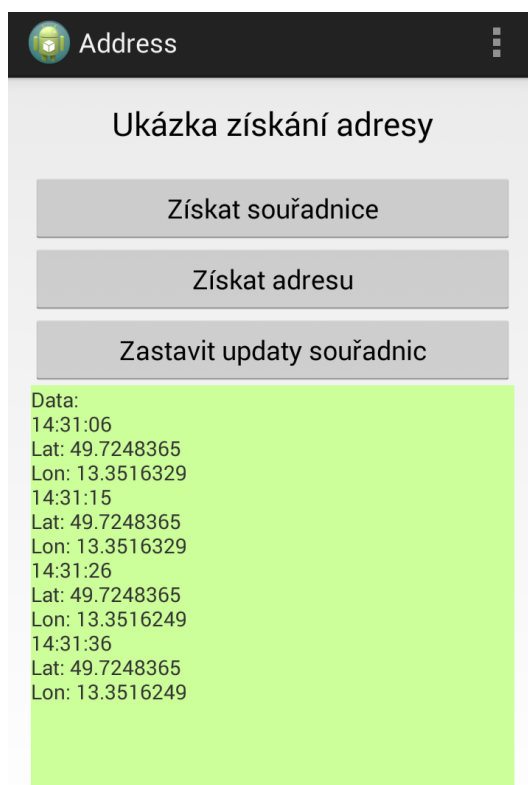 Address
Ukázka získání adresy
Získat souřadnice
Získat adresu
Zastavit updaty souřadnic
Data:
14:31:06
Lat: 49.7248365
Lon: 13.3516329
14:31:15
Lat: 49.7248365
Lon: 13.3516329
14:31:26
Lat: 49.7248365
Lon: 13.3516249
14:31:36
Lat: 49.7248365
Lon: 13.3516249